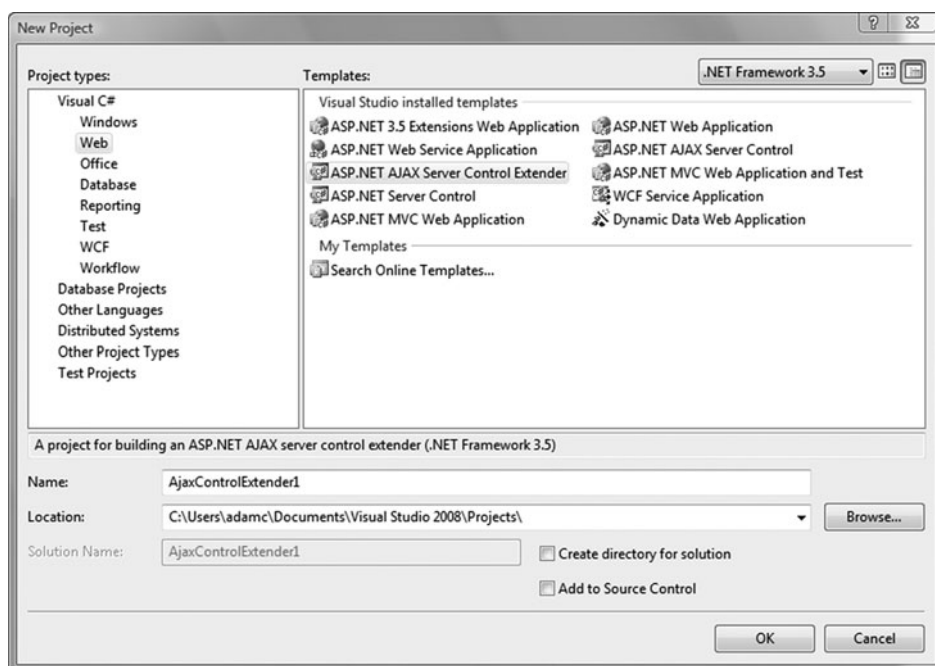 New Project
Project types:
Templates:
.NET Framework 3.5
Visual C#
Windows
Web
Office
Database
Reporting
Test
WCF
Workflow
Database Projects
Other Languages
Distributed Systems
Other Project Types
Test Projects
Visual Studio installed templates
ASP.NET 3.5 Extensions Web Application
ASP.NET Web Application
ASP.NET Web Service Application
ASP.NET AJAX Server Control
ASP.NET AJAX Server Control Extender
ASP.NET MVC Web Application and Test
ASP.NET Server Control
WCF Service Application
ASP.NET MVC Web Application
Dynamic Data Web Application
My Templates
Search Online Templates...
A project for building an ASP.NET AJAX server control extender (.NET Framework 3.5)
Name:
AjaxControlExtender1
Location:
C:\Users\adamc\Documents\Visual Studio 2008\Projects\
Browse...
Solution Name:
AjaxControlExtender1
Create directory for solution
Add to Source Control
OK
Cancel